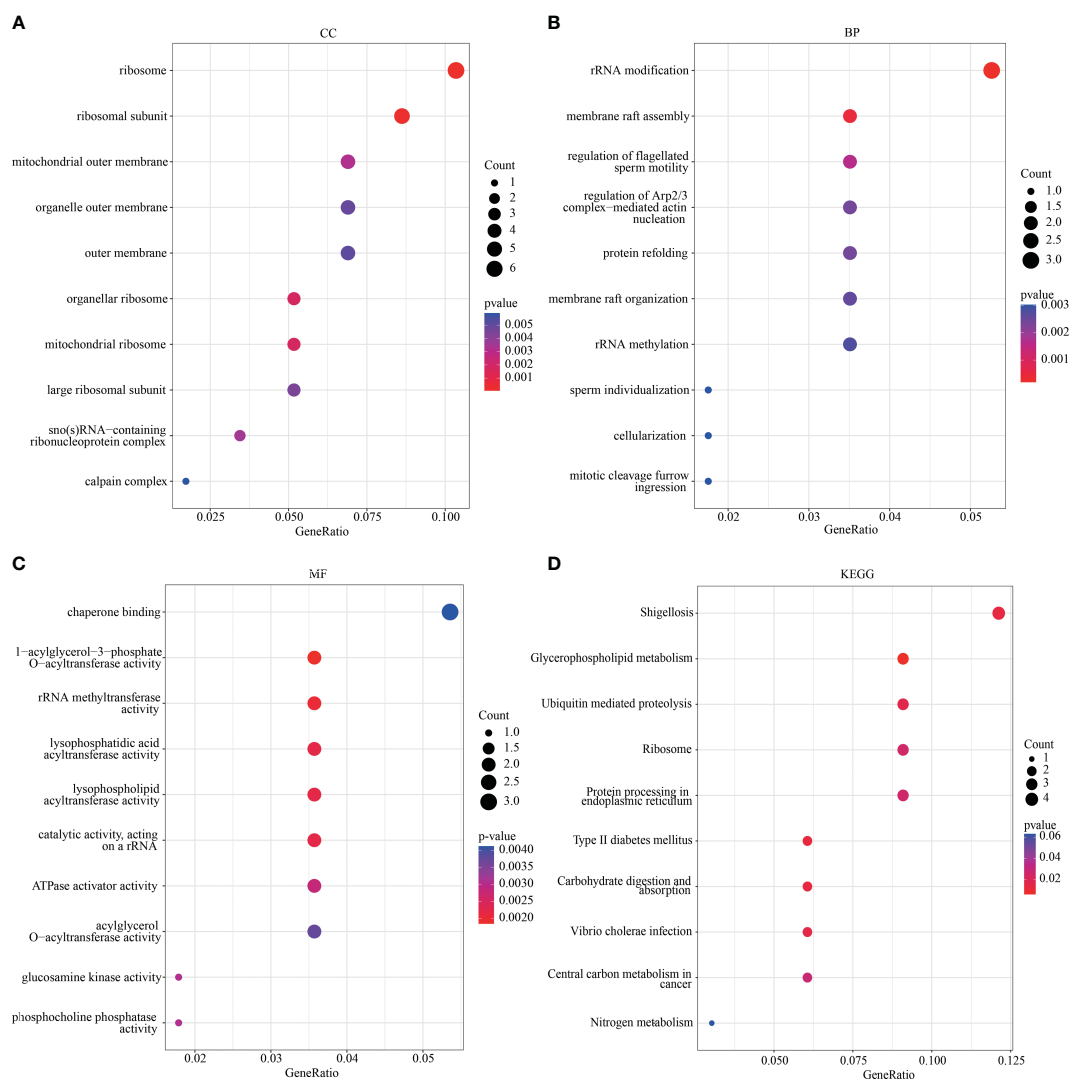 A
CC
ribosome
ribosomal subunit
mitochondrial outer membrane
organelle outer membrane
outer membrane
organellar ribosome
mitochondrial ribosome
large ribosomal subunit
sno(s)RNA−containing
ribonucleoprotein complex
calpain complex
0.025
0.050
0.075
0.100
GeneRatio
Count
1
2
3
4
5
6
pvalue
0.005
0.004
0.003
0.002
0.001
B
BP
rRNA modification
membrane raft assembly
regulation of flagellated
sperm motility
regulation of Arp2/3
complex−mediated actin
nucleation
protein refolding
membrane raft organization
rRNA methylation
sperm individualization
cellularization
mitotic cleavage furrow
ingression
0.02
0.03
0.04
0.05
GeneRatio
Count
1.0
1.5
2.0
2.5
3.0
pvalue
0.003
0.002
0.001
C
MF
chaperone binding
1−acylglycerol−3−phosphate
O−acyltransferase activity
rRNA methyltransferase
activity
lysophosphatidic acid
acyltransferase activity
lysophospholipid
acyltransferase activity
catalytic activity, acting
on a rRNA
ATPase activator activity
acylglycerol
O−acyltransferase activity
glucosamine kinase activity
phosphocholine phosphatase
activity
0.02
0.03
0.04
0.05
GeneRatio
Count
1.0
1.5
2.0
2.5
3.0
p-value
0.0040
0.0035
0.0030
0.0025
0.0020
D
KEGG
Shigellosis
Glycerophospholipid metabolism
Ubiquitin mediated proteolysis
Ribosome
Protein processing in
endoplasmic reticulum
Type II diabetes mellitus
Carbohydrate digestion and
absorption
Vibrio cholerae infection
Central carbon metabolism in
cancer
Nitrogen metabolism
0.050
0.075
0.100
0.125
GeneRatio
Count
1
2
3
4
pvalue
0.06
0.04
0.02